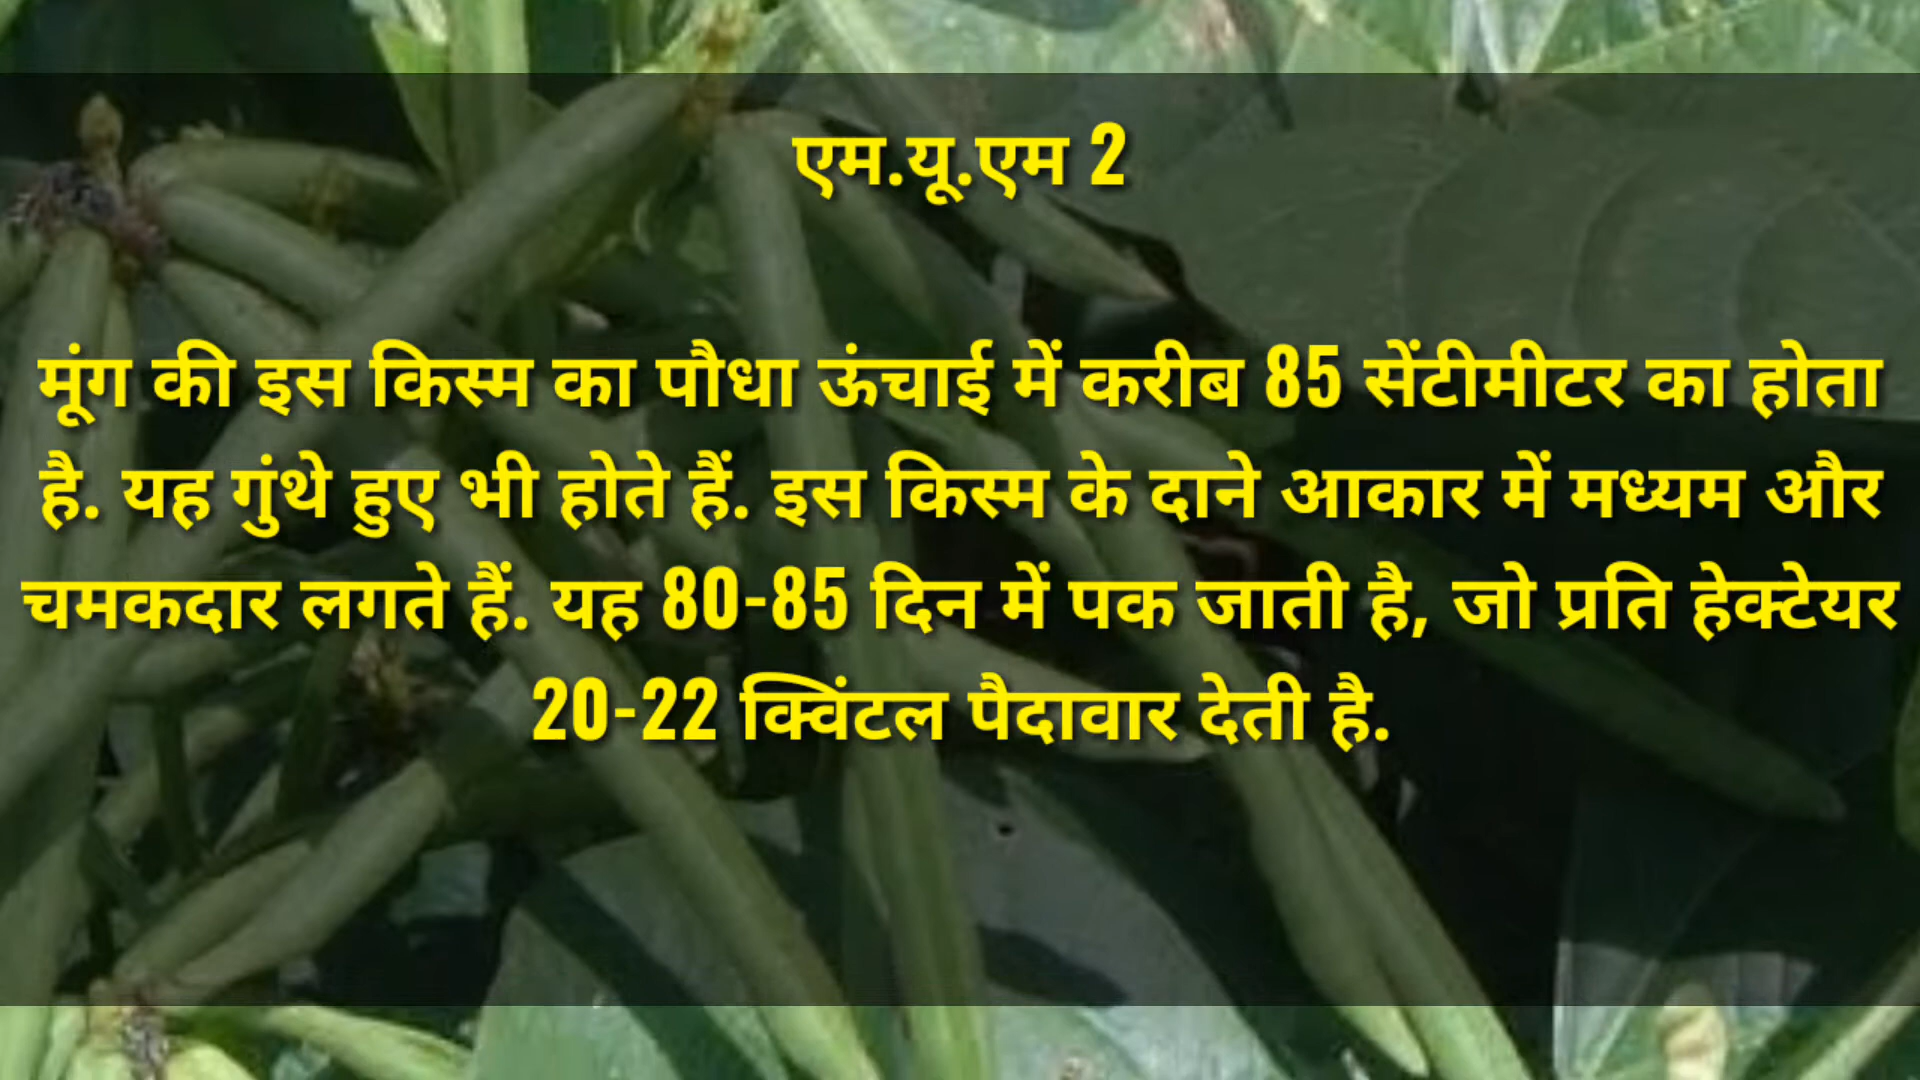 एम.यू.एम 2
मूंग की इस किस्म का पौधा ऊंचाई में करीब 85 सेंटीमीटर का होता
है. यह गुंथे हुए भी होते हैं. इस किस्म के दाने आकार में मध्यम और
चमकदार लगते हैं. यह 80-85 दिन में पक जाती है, जो प्रति हेक्टेयर
20-22 क्विंटल पैदावार देती है.